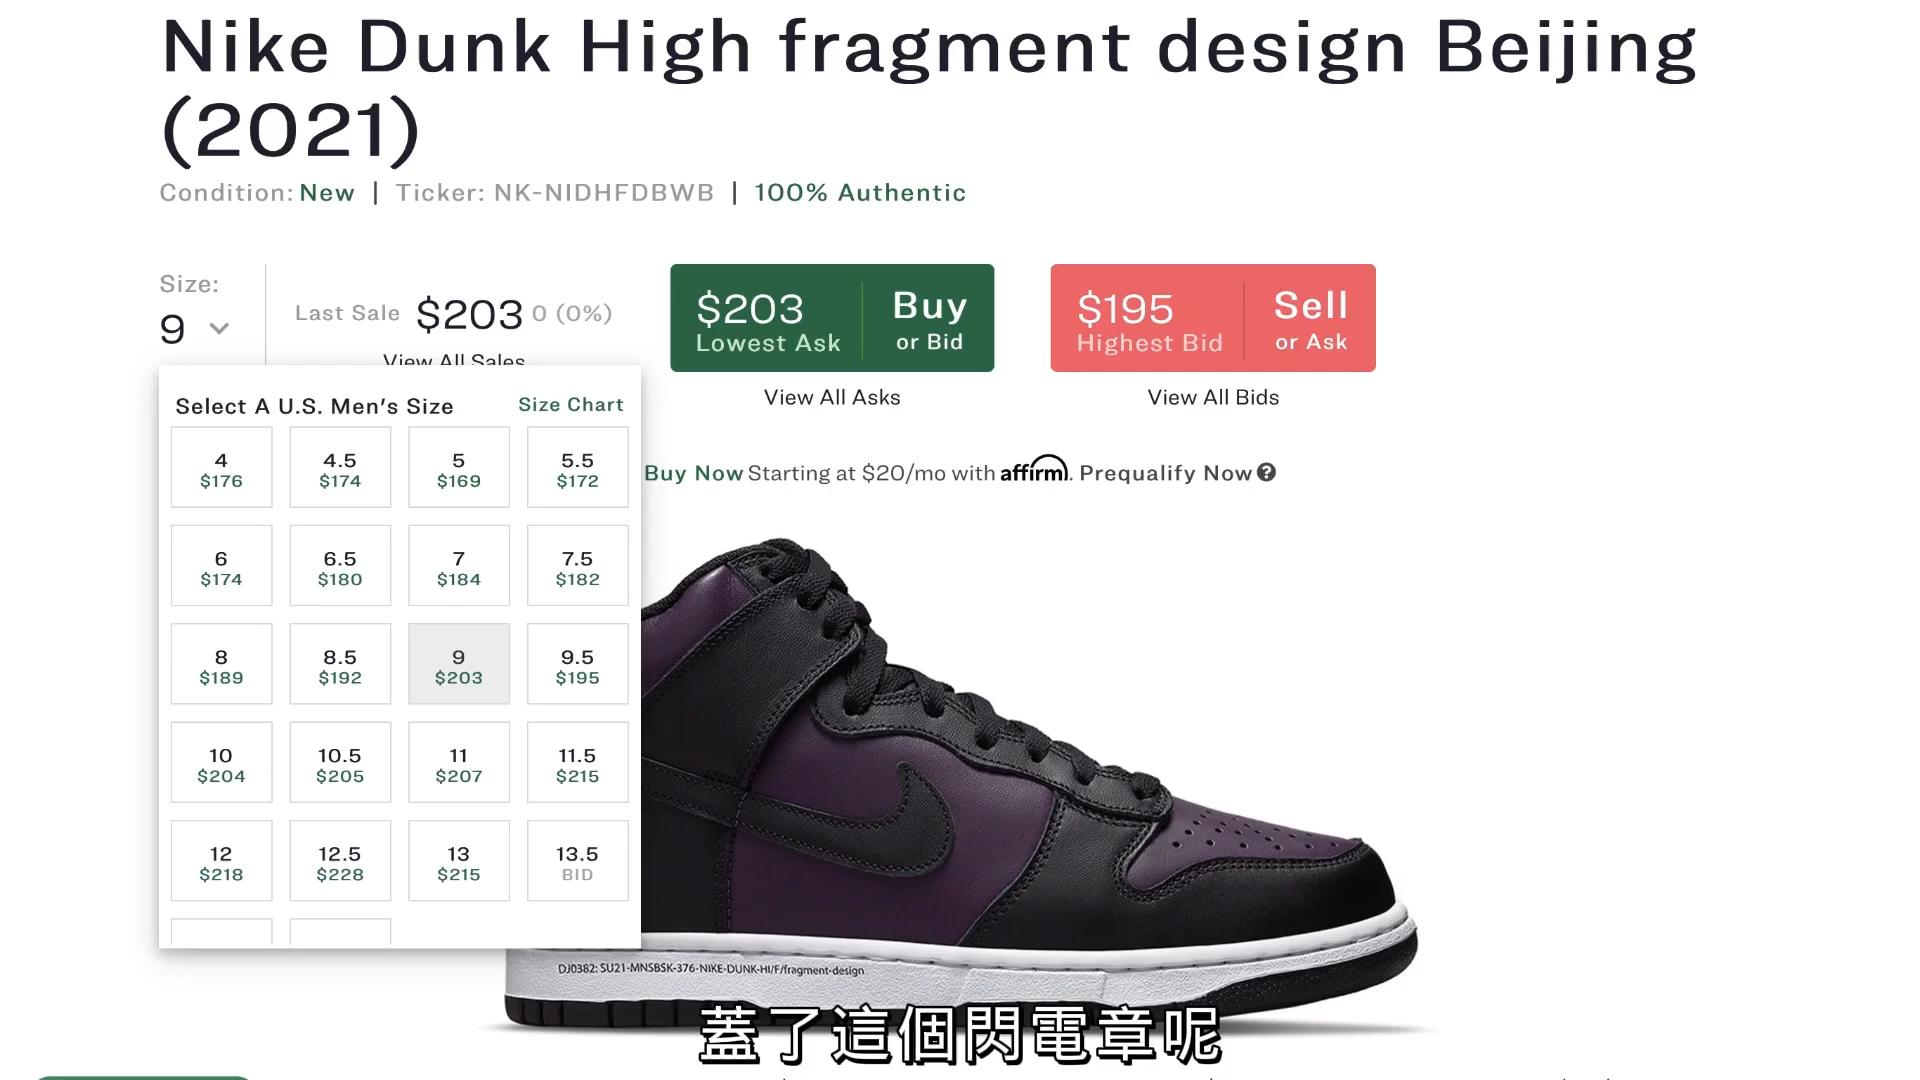 Nike Dunk High fragment design Beijing
(2021)
Condition: New | Ticker: NK-NIDHFDBWB | 100% Authentic
Size:
9
Last Sale $203 0 (0%)
View All Sales
$203
Lowest Ask
Buy
or Bid
View All Asks
$195
Highest Bid
Sell
or Ask
View All Bids
Buy Now Starting at $20/mo with affirm. Prequalify Now ?
Select A U.S. Men's Size Size Chart
4
$176
4.5
$174
5
$169
5.5
$172
6
$174
6.5
$180
7
$184
7.5
$182
8
$189
8.5
$192
9
$203
9.5
$195
10
$204
10.5
$205
11
$207
11.5
$215
12
$218
12.5
$228
13
$215
13.5
BID
DJ0382: SU21-MNSBSK-376-NIKE-DUNK-HI/F/fragment-design
蓋了這個閃電章呢